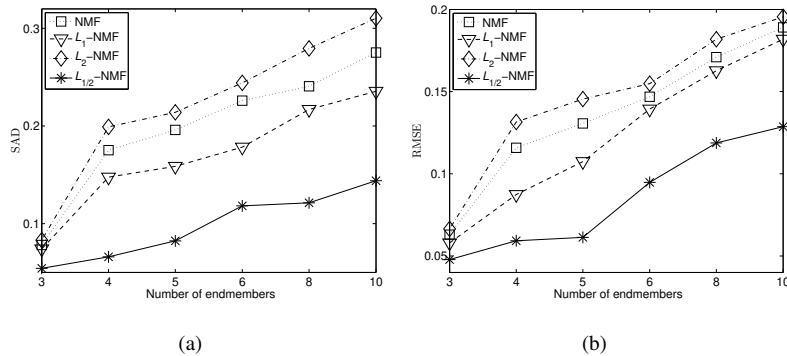 0.3
0.2
0.1
SAD
NMF
L1−NMF
L2−NMF
L1/2−NMF
3 4 5 6 8 10
Number of endmembers
(a)
0.2
0.15
0.1
0.05
RMSE
NMF
L1−NMF
L2−NMF
L1/2−NMF
3 4 5 6 8 10
Number of endmembers
(b)